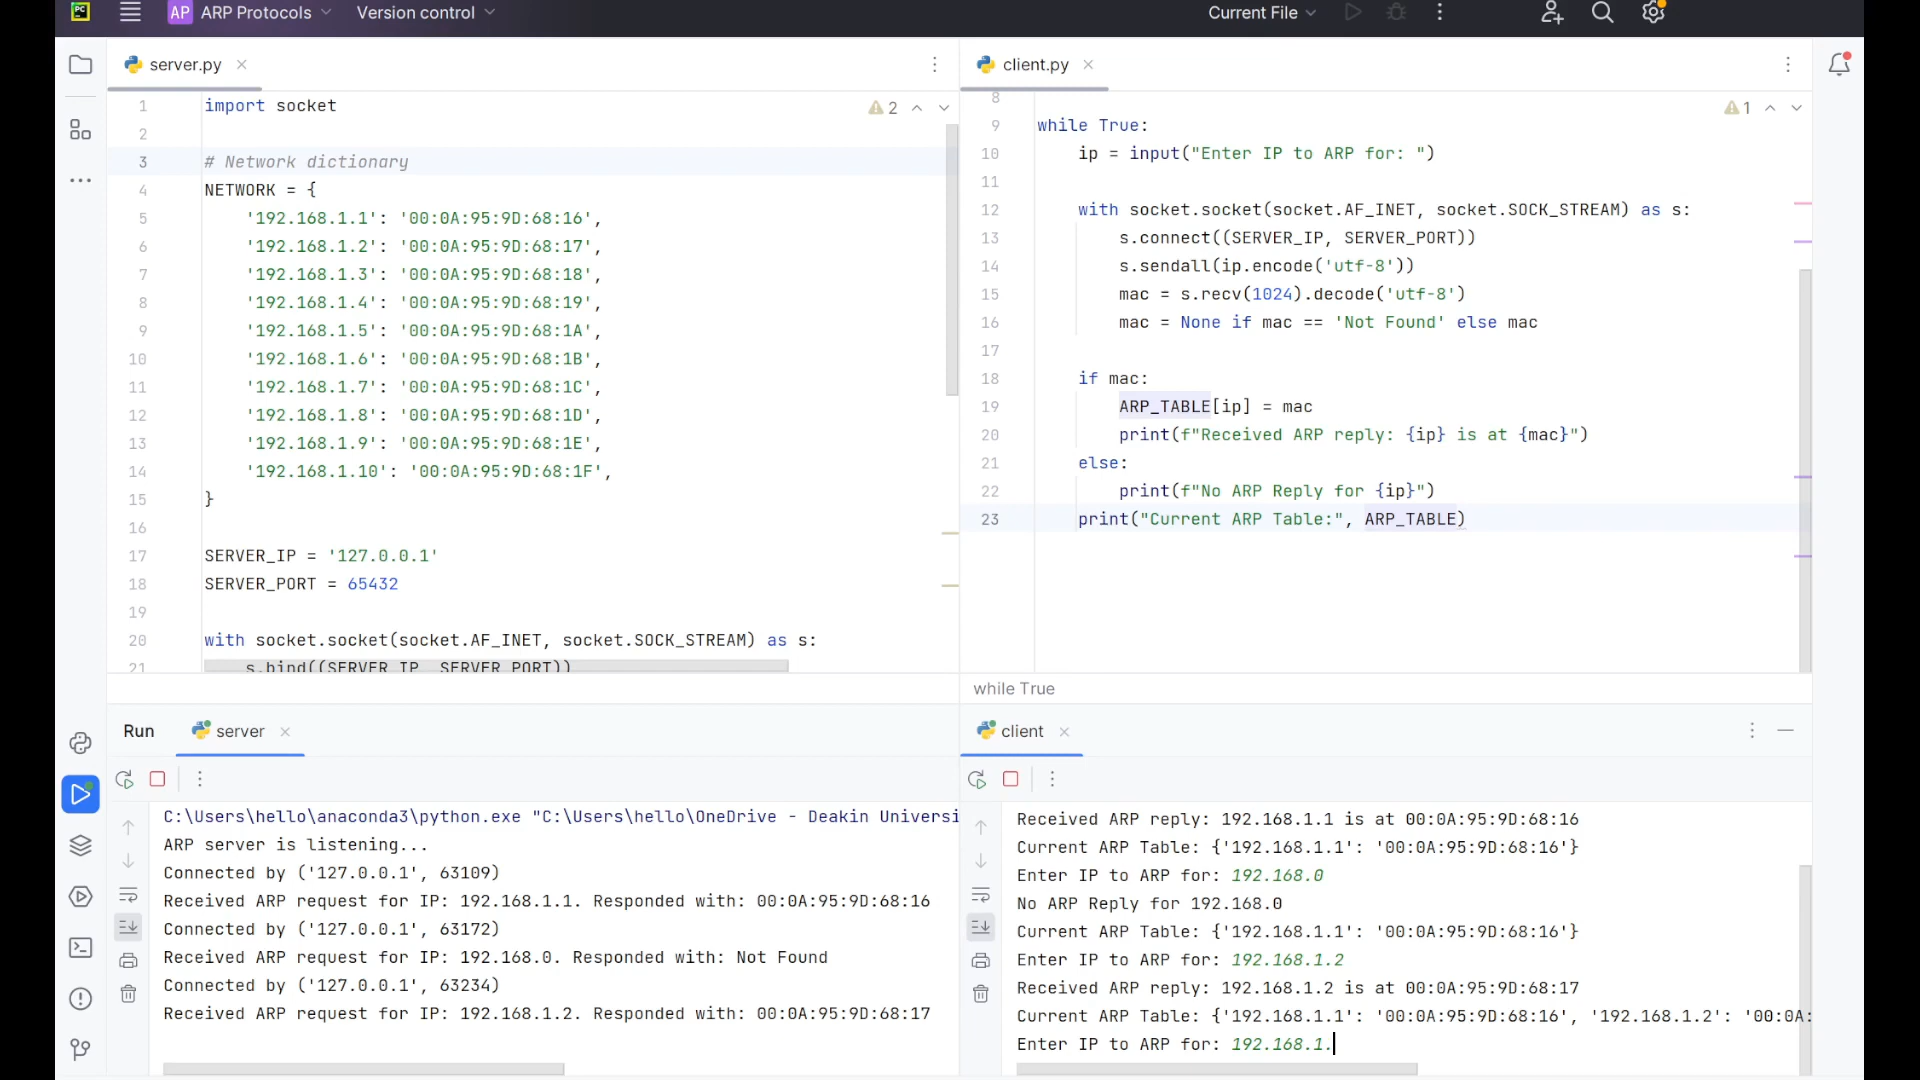 PC
AP ARP Protocols
Version control
Current File
server.py
client.py
1 import socket
2
3 # Network dictionary
4 NETWORK = {
5 '192.168.1.1': '00:0A:95:9D:68:16',
6 '192.168.1.2': '00:0A:95:9D:68:17',
7 '192.168.1.3': '00:0A:95:9D:68:18',
8 '192.168.1.4': '00:0A:95:9D:68:19',
9 '192.168.1.5': '00:0A:95:9D:68:1A',
10 '192.168.1.6': '00:0A:95:9D:68:1B',
11 '192.168.1.7': '00:0A:95:9D:68:1C',
12 '192.168.1.8': '00:0A:95:9D:68:1D',
13 '192.168.1.9': '00:0A:95:9D:68:1E',
14 '192.168.1.10': '00:0A:95:9D:68:1F',
15 }
16
17 SERVER_IP = '127.0.0.1'
18 SERVER_PORT = 65432
19
20 with socket.socket(socket.AF_INET, socket.SOCK_STREAM) as s:
21 s.bind((SERVER_IP, SERVER_PORT))
2
8
9 while True:
10 ip = input("Enter IP to ARP for: ")
11
12 with socket.socket(socket.AF_INET, socket.SOCK_STREAM) as s:
13 s.connect((SERVER_IP, SERVER_PORT))
14 s.sendall(ip.encode('utf-8'))
15 mac = s.recv(1024).decode('utf-8')
16 mac = None if mac == 'Not Found' else mac
17
18 if mac:
19 ARP_TABLE[ip] = mac
20 print(f"Received ARP reply: {ip} is at {mac}")
21 else:
22 print(f"No ARP Reply for {ip}")
23 print("Current ARP Table:", ARP_TABLE)
1
while True
Run
server
C:\Users\hello\anaconda3\python.exe "C:\Users\hello\OneDrive - Deakin Universi
ARP server is listening...
Connected by ('127.0.0.1', 63109)
Received ARP request for IP: 192.168.1.1. Responded with: 00:0A:95:9D:68:16
Connected by ('127.0.0.1', 63172)
Received ARP request for IP: 192.168.0. Responded with: Not Found
Connected by ('127.0.0.1', 63234)
Received ARP request for IP: 192.168.1.2. Responded with: 00:0A:95:9D:68:17
client
Received ARP reply: 192.168.1.1 is at 00:0A:95:9D:68:16
Current ARP Table: {'192.168.1.1': '00:0A:95:9D:68:16'}
Enter IP to ARP for: 192.168.0
No ARP Reply for 192.168.0
Current ARP Table: {'192.168.1.1': '00:0A:95:9D:68:16'}
Enter IP to ARP for: 192.168.1.2
Received ARP reply: 192.168.1.2 is at 00:0A:95:9D:68:17
Current ARP Table: {'192.168.1.1': '00:0A:95:9D:68:16', '192.168.1.2': '00:0A:
Enter IP to ARP for: 192.168.1.